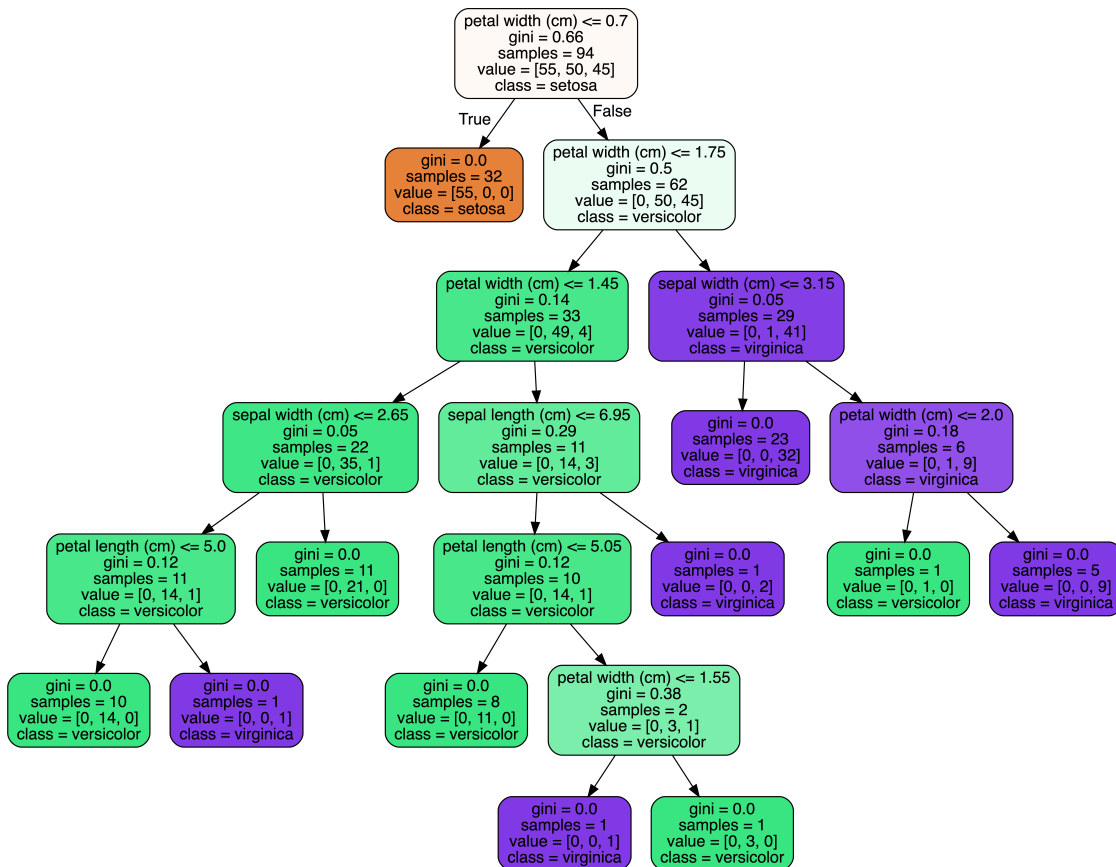 petal width (cm) <= 0.7
gini = 0.66
samples = 94
value = [55, 50, 45]
class = setosa
True
False
gini = 0.0
samples = 32
value = [55, 0, 0]
class = setosa
petal width (cm) <= 1.75
gini = 0.5
samples = 62
value = [0, 50, 45]
class = versicolor
petal width (cm) <= 1.45
gini = 0.14
samples = 33
value = [0, 49, 4]
class = versicolor
sepal width (cm) <= 3.15
gini = 0.05
samples = 29
value = [0, 1, 41]
class = virginica
sepal width (cm) <= 2.65
gini = 0.05
samples = 22
value = [0, 35, 1]
class = versicolor
sepal length (cm) <= 6.95
gini = 0.29
samples = 11
value = [0, 14, 3]
class = versicolor
gini = 0.0
samples = 23
value = [0, 0, 32]
class = virginica
petal width (cm) <= 2.0
gini = 0.18
samples = 6
value = [0, 1, 9]
class = virginica
petal length (cm) <= 5.0
gini = 0.12
samples = 11
value = [0, 14, 1]
class = versicolor
gini = 0.0
samples = 11
value = [0, 21, 0]
class = versicolor
petal length (cm) <= 5.05
gini = 0.12
samples = 10
value = [0, 14, 1]
class = versicolor
gini = 0.0
samples = 1
value = [0, 0, 2]
class = virginica
gini = 0.0
samples = 1
value = [0, 1, 0]
class = versicolor
gini = 0.0
samples = 5
value = [0, 0, 9]
class = virginica
gini = 0.0
samples = 10
value = [0, 14, 0]
class = versicolor
gini = 0.0
samples = 1
value = [0, 0, 1]
class = virginica
gini = 0.0
samples = 8
value = [0, 11, 0]
class = versicolor
petal width (cm) <= 1.55
gini = 0.38
samples = 2
value = [0, 3, 1]
class = versicolor
gini = 0.0
samples = 1
value = [0, 0, 1]
class = virginica
gini = 0.0
samples = 1
value = [0, 3, 0]
class = versicolor